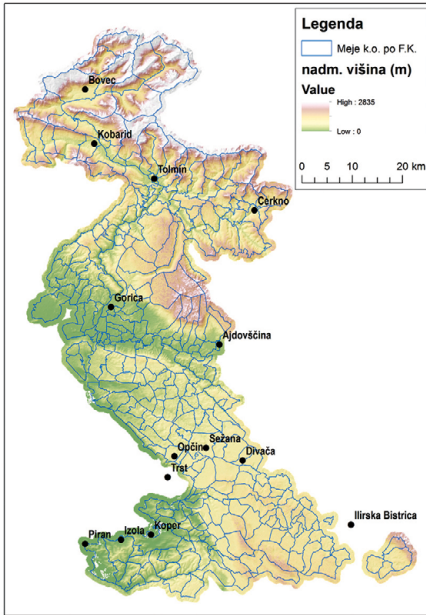 Legenda
Meje k.o. po F.K.
nadm. višina (m)
Value
High : 2835
Low : 0
0 10 20 km
Bovec
Kobarid
Tolmin
Cerkno
Gorica
Ajdovščina
Opčine
Sežana
Divača
Trst
Ilirska Bistrica
Koper
Izola
Piran